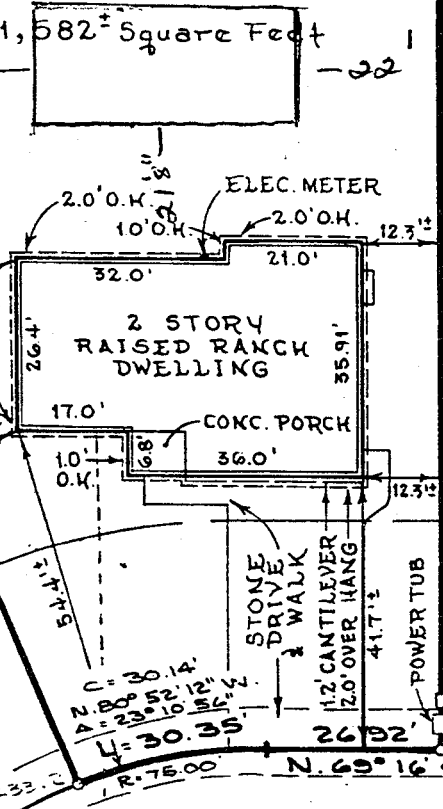 1,582± Square Feet
1
22
21'8"
ELEC. METER
2.0' O.H.
1.0' O.H.
2.0' O.H.
12.3'±
32.0'
21.0'
2 STORY
RAISED RANCH
DWELLING
26.4'
35.91'
17.0'
CONC. PORCH
6.8'
36.0'
1.0'
O.H.
12.3'±
54.4'±
STONE
DRIVE
& WALK
1.2' CANTILEVER
2.0' OVER HANG
41.7'±
POWER TUB
C = 30.14'
N. 80° 52' 12" W.
Δ = 23° 10' 56"
L = 30.35'
R = 75.00'
26.92'
N. 69° 16'